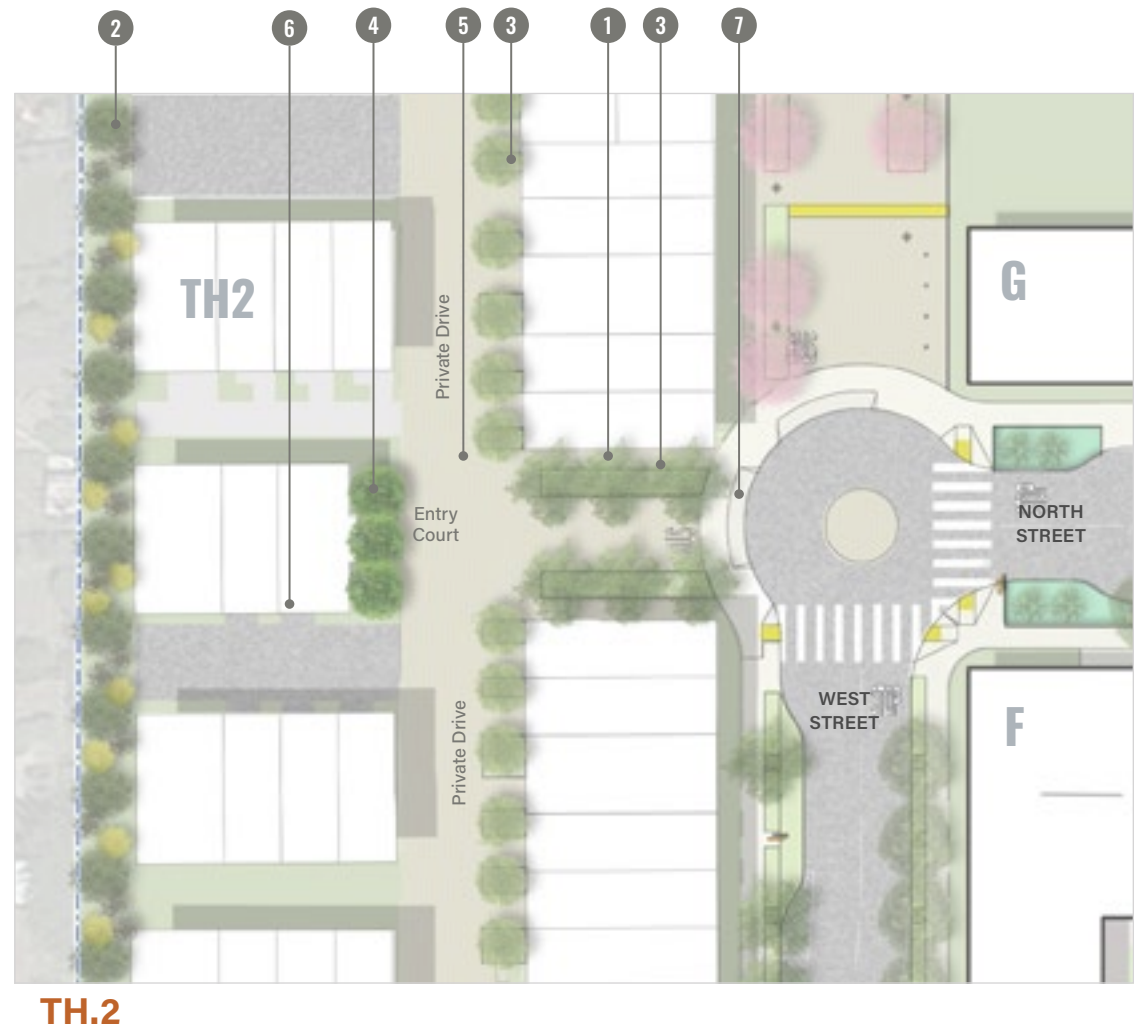 2 6 4 5 3 1 3 7
TH2
G
Private Drive
Entry
Court
NORTH
STREET
Private Drive
WEST
STREET
F
TH.2